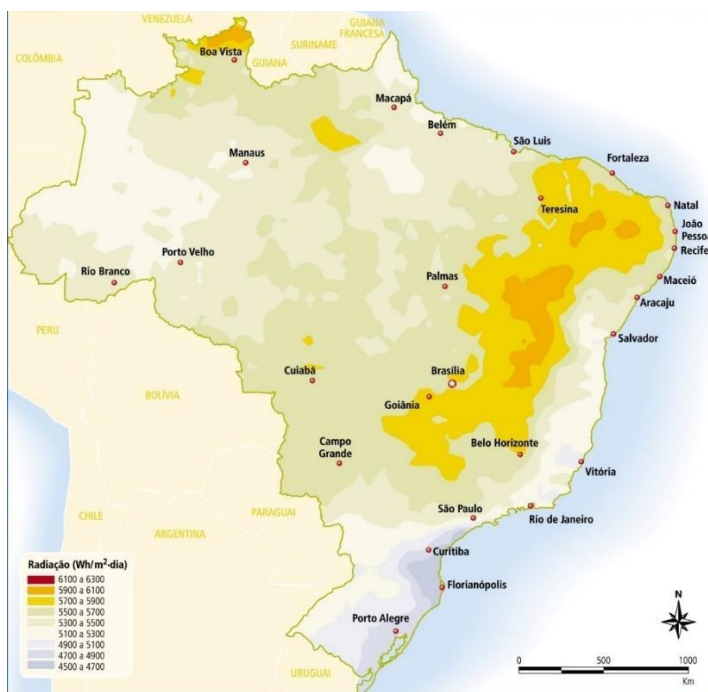 VENEZUELA
GUIANA
FRANCESA
SURINAME
COLÔMBIA
Boa Vista
GUIANA
Macapá
Belém
São Luis
Manaus
Fortaleza
Teresina
Natal
João
Pessoa
Recife
Porto Velho
Rio Branco
Palmas
Maceió
Aracaju
PERU
Salvador
Cuiabá
Brasília
BOLÍVIA
Goiânia
Belo Horizonte
Campo
Grande
Vitória
São Paulo
Rio de Janeiro
CHILE
PARAGUAI
ARGENTINA
Curitiba
Radiação (Wh/m²-dia)
6100 a 6300
5900 a 6100
5700 a 5900
5500 a 5700
5300 a 5500
5100 a 5300
4900 a 5100
4700 a 4900
4500 a 4700
Florianópolis
Porto Alegre
URUGUAI
N
0 500 1000
Km